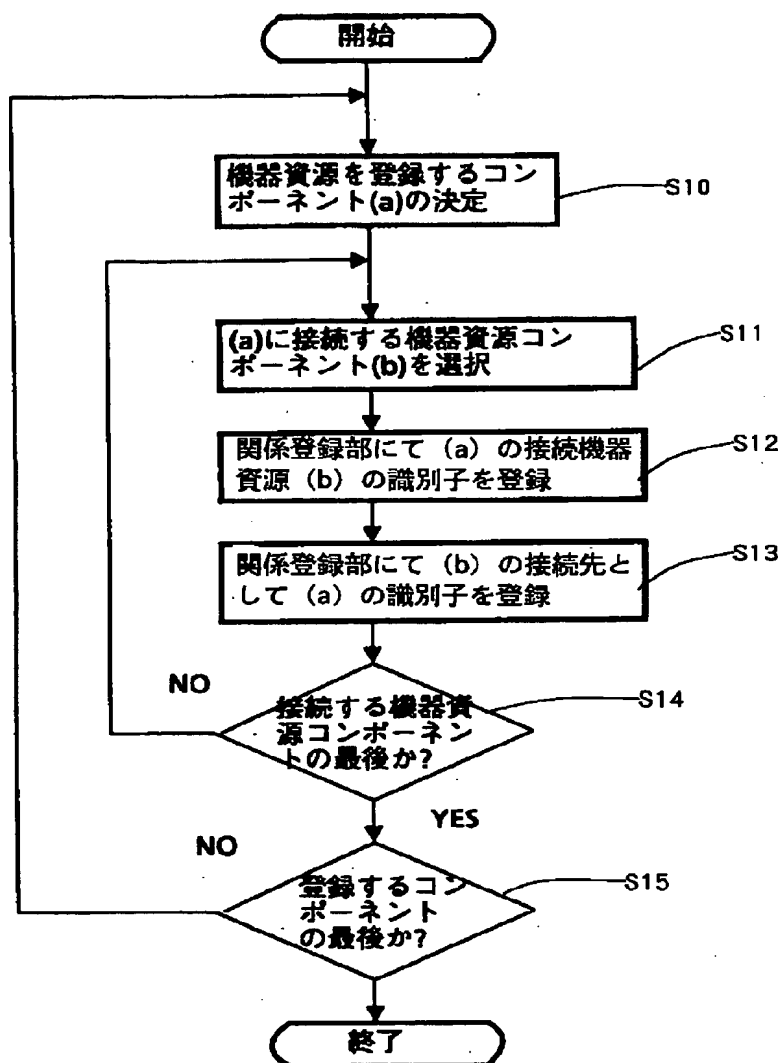 開始
機器資源を登録するコン
ポーネント(a)の決定
S10
(a)に接続する機器資源コン
ポーネント(b)を選択
S11
関係登録部にて（a）の接続機器
資源（b）の識別子を登録
S12
関係登録部にて（b）の接続先と
して（a）の識別子を登録
S13
NO
接続する機器資
源コンポーネン
トの最後か?
S14
YES
NO
登録するコン
ポーネント
の最後か?
S15
終了